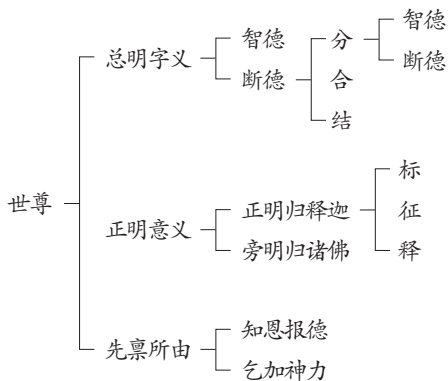 世尊
总明字义
智德
断德
分
智德
断德
合
结
正明意义
正明归释迦
标
征
释
旁明归诸佛
先禀所由
知恩报德
乞加神力